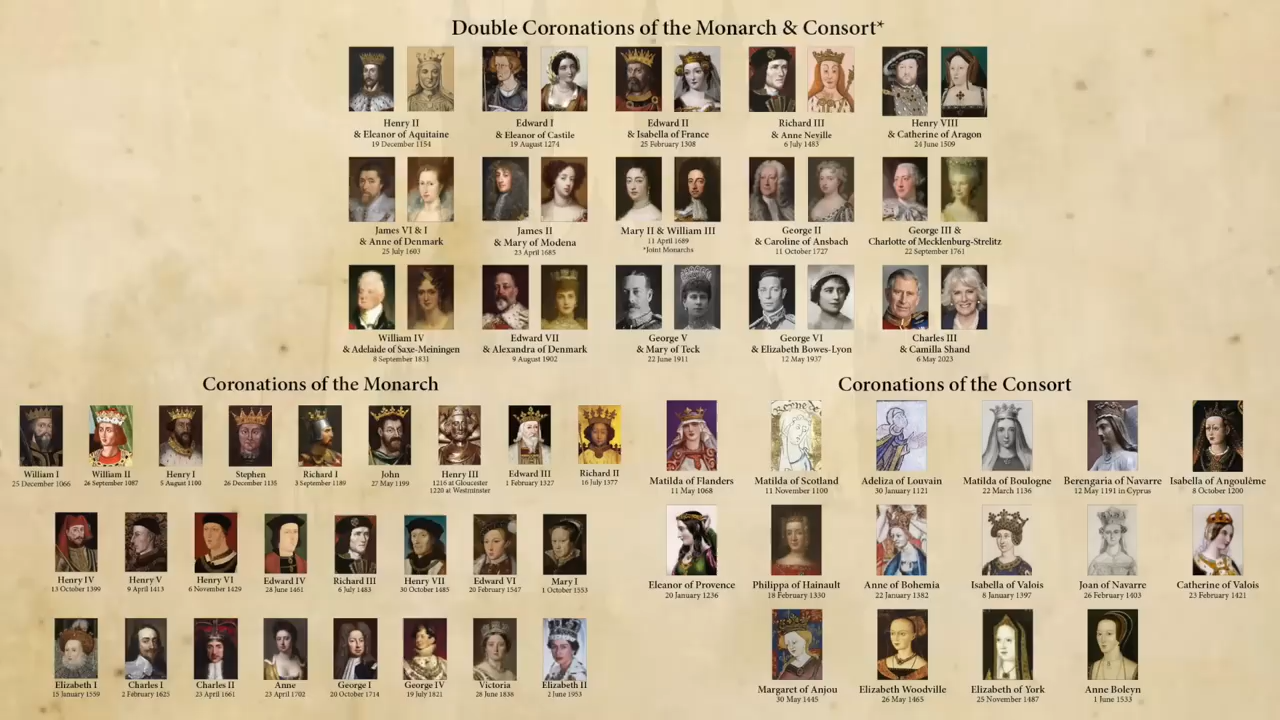 Double Coronations of the Monarch & Consort*
Henry II
& Eleanor of Aquitaine
19 December 1154
Edward I
& Eleanor of Castile
19 August 1274
Edward II
& Isabella of France
25 February 1308
Richard III
& Anne Neville
6 July 1483
Henry VIII
& Catherine of Aragon
24 June 1509
James VI & I
& Anne of Denmark
25 July 1603
James II
& Mary of Modena
23 April 1685
Mary II & William III
11 April 1689
*Joint Monarchs
George II
& Caroline of Ansbach
11 October 1727
George III &
Charlotte of Mecklenburg-Strelitz
22 September 1761
William IV
& Adelaide of Saxe-Meiningen
8 September 1831
Edward VII
& Alexandra of Denmark
9 August 1902
George V
& Mary of Teck
22 June 1911
George VI
& Elizabeth Bowes-Lyon
12 May 1937
Charles III
& Camilla Shand
6 May 2023
Coronations of the Monarch
William I
25 December 1066
William II
26 September 1087
Henry I
5 August 1100
Stephen
26 December 1135
Richard I
3 September 1189
John
27 May 1199
Henry III
1216 at Gloucester
1220 at Westminster
Edward III
1 February 1327
Richard II
16 July 1377
Henry IV
13 October 1399
Henry V
9 April 1413
Henry VI
6 November 1429
Edward IV
28 June 1461
Richard III
6 July 1483
Henry VII
30 October 1485
Edward VI
20 February 1547
Mary I
1 October 1553
Elizabeth I
15 January 1559
Charles I
2 February 1625
Charles II
23 April 1661
Anne
23 April 1702
George I
20 October 1714
George IV
19 July 1821
Victoria
28 June 1838
Elizabeth II
2 June 1953
Coronations of the Consort
Matilda of Flanders
11 May 1068
Matilda of Scotland
11 November 1100
Adeliza of Louvain
30 January 1121
Matilda of Boulogne
22 March 1136
Berengaria of Navarre
12 May 1191 in Cyprus
Isabella of Angoulême
8 October 1200
Eleanor of Provence
20 January 1236
Philippa of Hainault
18 February 1330
Anne of Bohemia
22 January 1382
Isabella of Valois
8 January 1397
Joan of Navarre
26 February 1403
Catherine of Valois
23 February 1421
Margaret of Anjou
30 May 1445
Elizabeth Woodville
26 May 1465
Elizabeth of York
25 November 1487
Anne Boleyn
1 June 1533